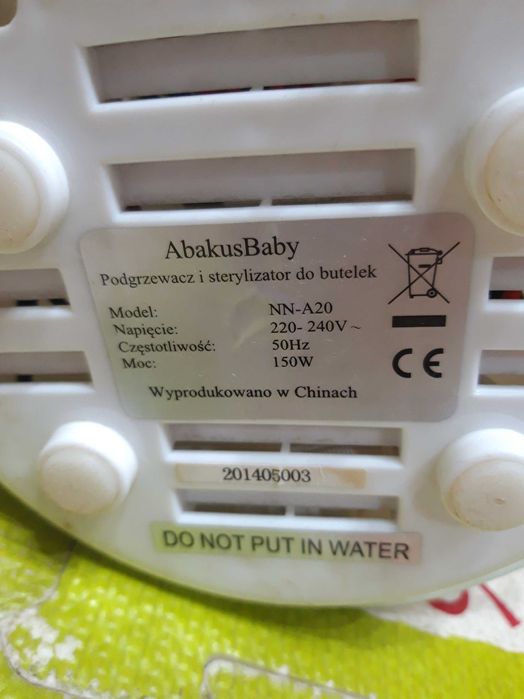 AbakusBaby
Podgrzewacz i sterylizator do butelek
Model: NN-A20
Napięcie: 220- 240V ~
Częstotliwość: 50Hz
Moc: 150W
CE
Wyprodukowano w Chinach
201405003
DO NOT PUT IN WATER